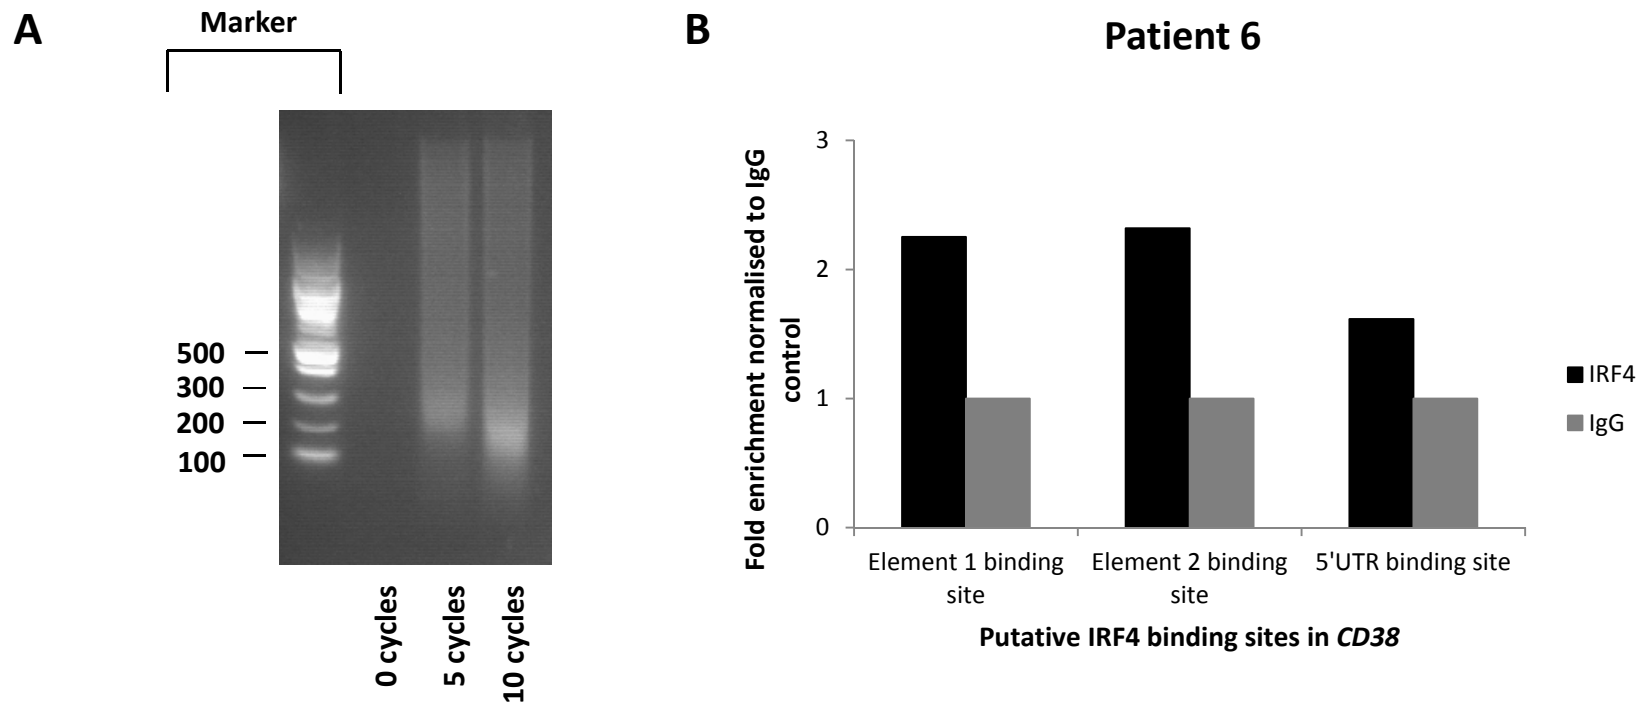 A
Marker
500
300
200
100
0 cycles
5 cycles
10 cycles
B
Patient 6
Fold enrichment normalised to IgG
control
3
2
1
0
Element 1 binding
site
Element 2 binding
site
5'UTR binding site
Putative IRF4 binding sites in CD38
IRF4
IgG